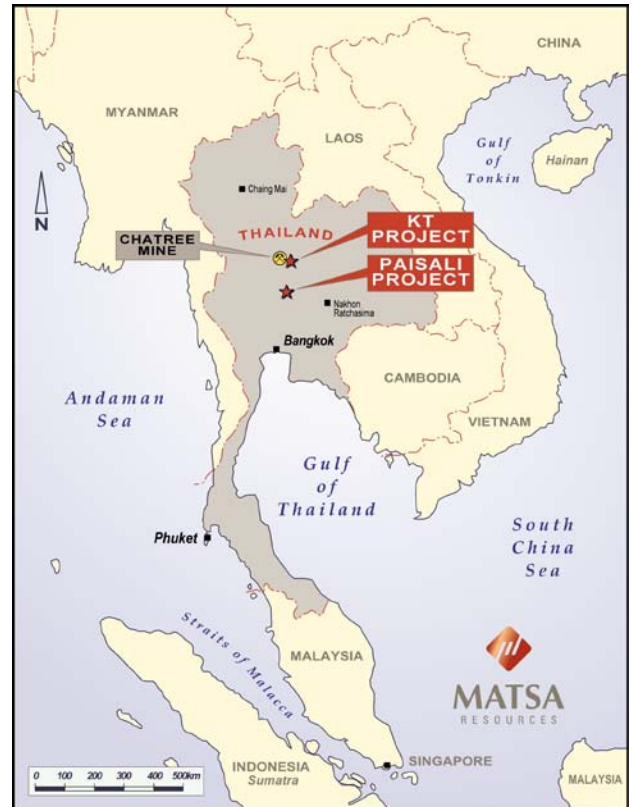 CHINA
MYANMAR
LAOS
Gulf
of
Tonkin
Hainan
N
Chaing Mai
THAILAND
KT
PROJECT
CHATREE
MINE
PAISALI
PROJECT
Nakhon
Ratchasima
Bangkok
CAMBODIA
VIETNAM
Andaman
Sea
Gulf
of
Thailand
South
China
Sea
Phuket
Straits of Malacca
MALAYSIA
MATSA
RESOURCES
INDONESIA
Sumatra
SINGAPORE
MALAYSIA
0 100 200 300 400 500km